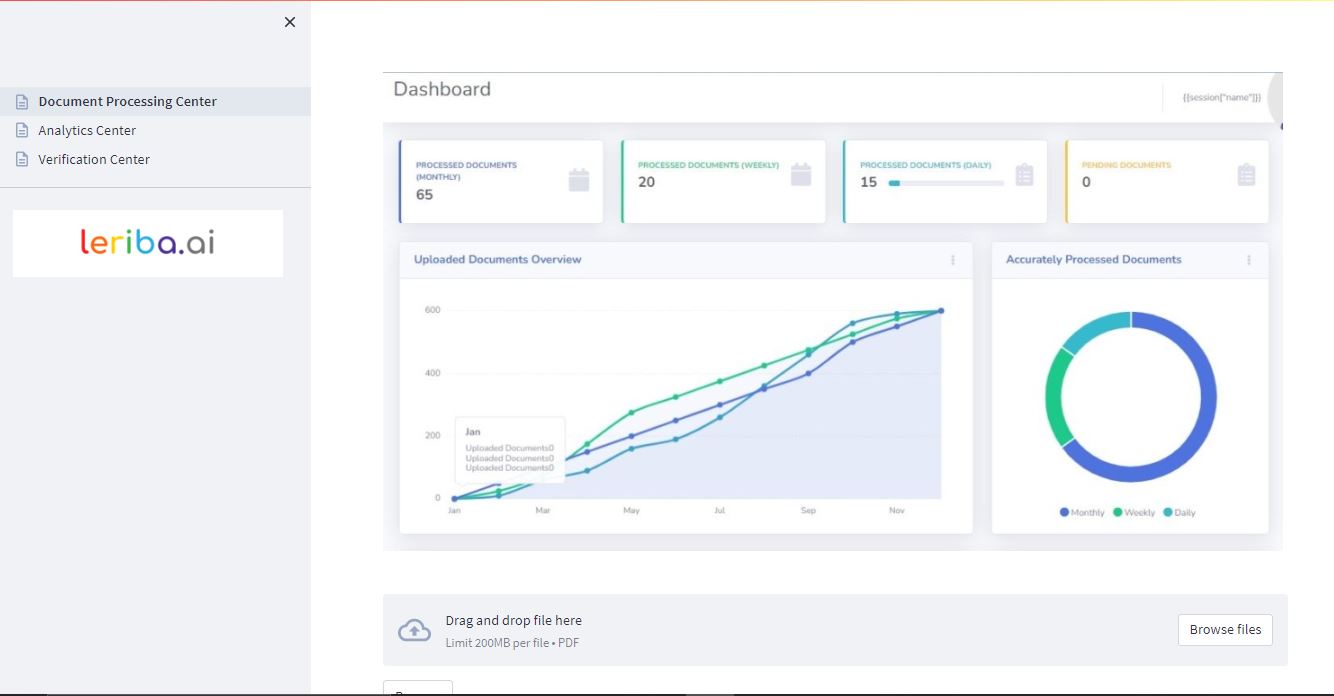 Document Processing Center
Analytics Center
Verification Center
leriba.ai
Dashboard
{{session["name"]}}
PROCESSED DOCUMENTS
(MONTHLY)
65
PROCESSED DOCUMENTS (WEEKLY)
20
PROCESSED DOCUMENTS (DAILY)
15
PENDING DOCUMENTS
0
Uploaded Documents Overview
600
400
200
0
Jan
Uploaded Documents0
Uploaded Documents0
Uploaded Documents0
Jan Mar May Jul Sep Nov
Accurately Processed Documents
Monthly Weekly Daily
Drag and drop file here
Limit 200MB per file • PDF
Browse files